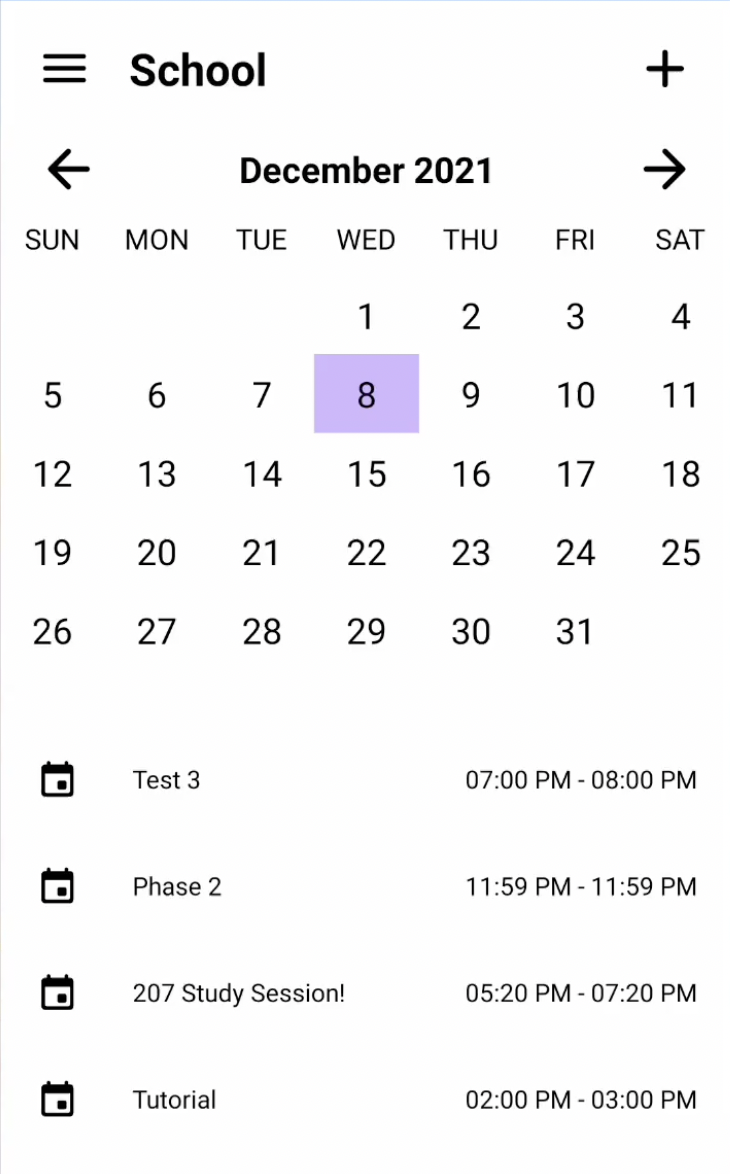 School
December 2021
SUN MON TUE WED THU FRI SAT
1 2 3 4
5 6 7 8 9 10 11
12 13 14 15 16 17 18
19 20 21 22 23 24 25
26 27 28 29 30 31
Test 3 07:00 PM - 08:00 PM
Phase 2 11:59 PM - 11:59 PM
207 Study Session! 05:20 PM - 07:20 PM
Tutorial 02:00 PM - 03:00 PM